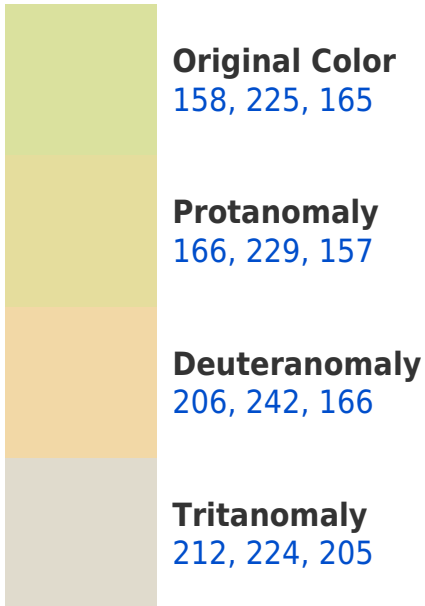 Original Color
158, 225, 165
Protanomaly
166, 229, 157
Deuteranomaly
206, 242, 166
Tritanomaly
212, 224, 205